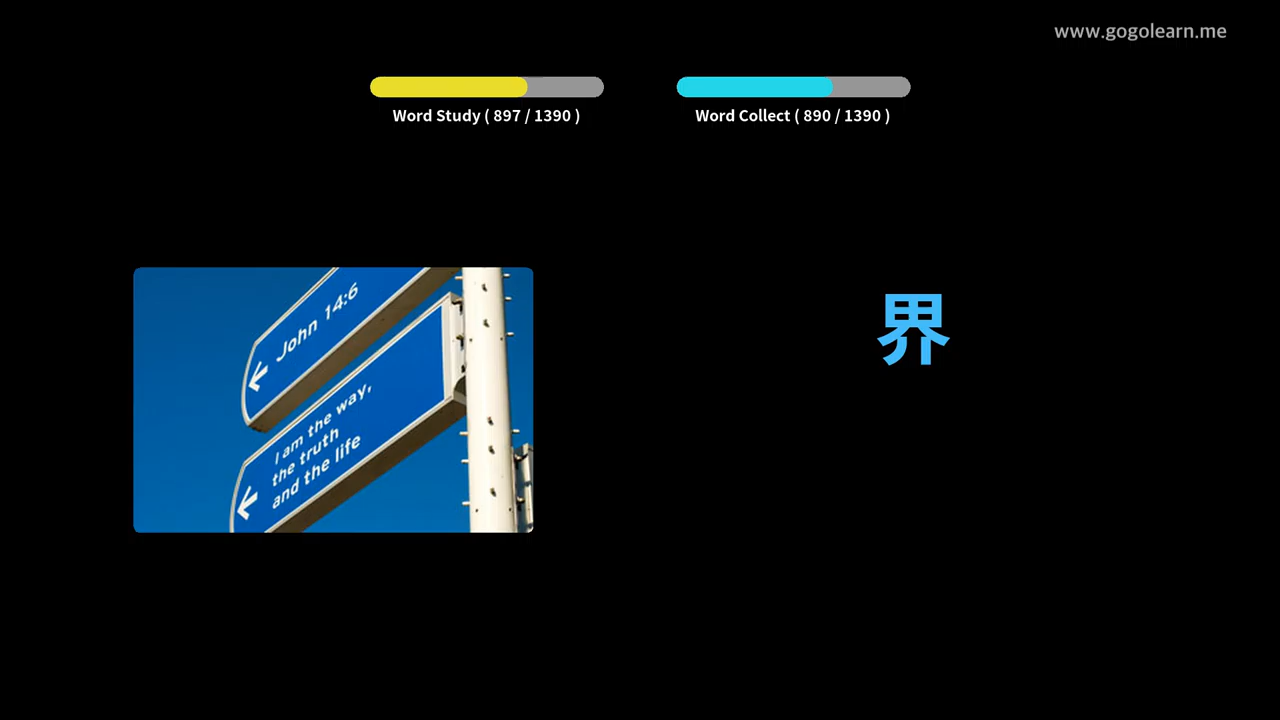 www.gogolearn.me
Word Study ( 897 / 1390 )
Word Collect ( 890 / 1390 )
John 14:6
I am the way,
the truth
and the life
界